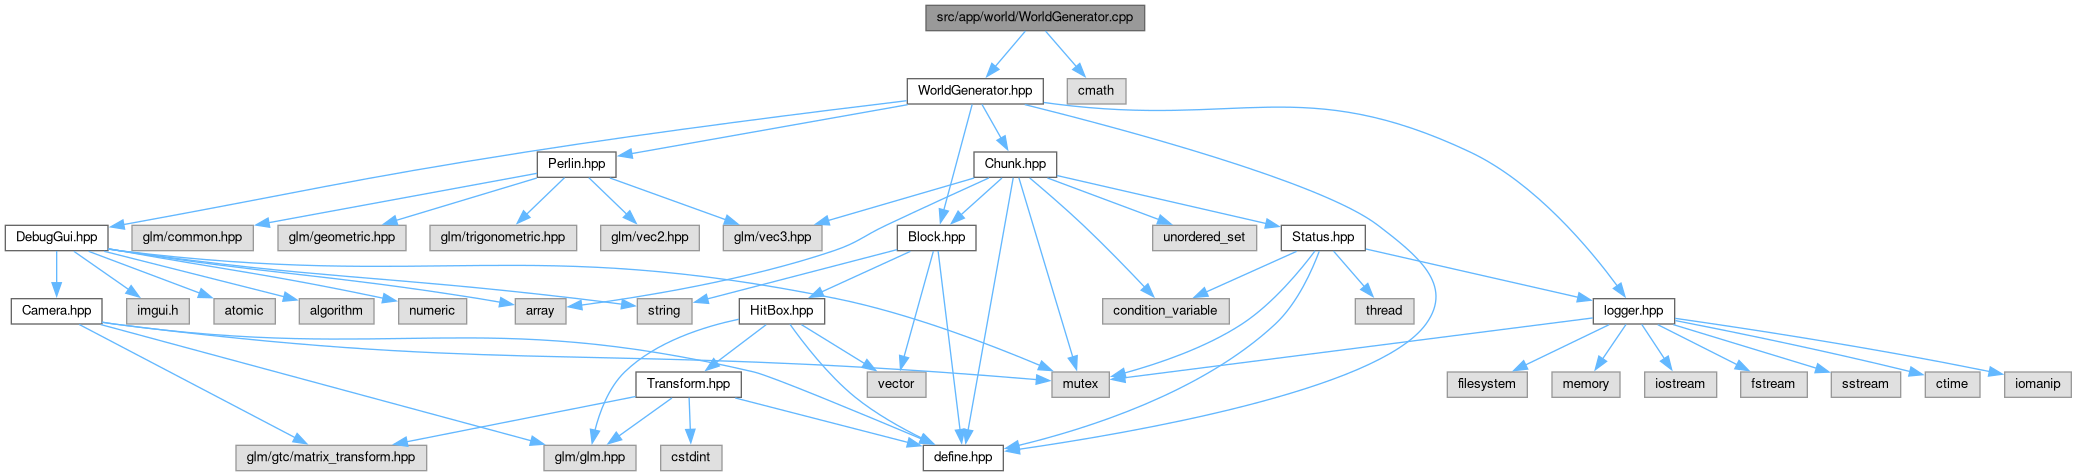 src/app/world/WorldGenerator.cpp
WorldGenerator.hpp
cmath
Perlin.hpp
Chunk.hpp
DebugGui.hpp
glm/common.hpp
glm/geometric.hpp
glm/trigonometric.hpp
glm/vec2.hpp
glm/vec3.hpp
Block.hpp
unordered_set
Status.hpp
Camera.hpp
imgui.h
atomic
algorithm
numeric
array
string
HitBox.hpp
condition_variable
thread
logger.hpp
Transform.hpp
vector
mutex
filesystem
memory
iostream
fstream
sstream
ctime
iomanip
glm/gtc/matrix_transform.hpp
glm/glm.hpp
cstdint
define.hpp